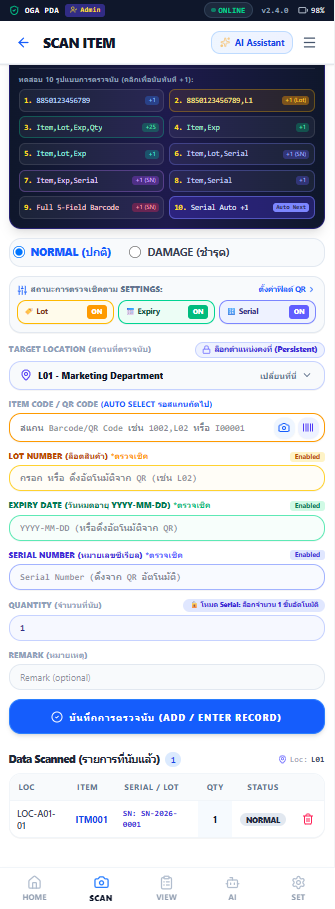 OGA PDA Admin ONLINE v2.4.0 98%
SCAN ITEM AI Assistant
ทดสอบ 10 รูปแบบการตรวจนับ (คลิกเพื่อนับทันที +1):
1. 8850123456789 +1
2. 8850123456789,L1 +1 (Lot)
3. Item,Lot,Exp,Qty +25
4. Item,Exp +1
5. Item,Lot,Exp +1
6. Item,Lot,Serial +1 (SN)
7. Item,Exp,Serial +1 (SN)
8. Item,Serial +1
9. Full 5-Field Barcode +1 (SN)
10. Serial Auto +1 Auto Next
NORMAL (ปกติ) DAMAGE (ชำรุด)
สถานะการตรวจเช็คตาม SETTINGS: ตั้งค่าฟิลด์ QR >
Lot ON Expiry ON Serial ON
TARGET LOCATION (สถานที่ตรวจนับ) ล็อกตำแหน่งคงที่ (Persistent)
L01 - Marketing Department เปลี่ยนที่นี่
ITEM CODE / QR CODE (AUTO SELECT รอสแกนถัดไป)
สแกน Barcode/QR Code เช่น 1002,L02 หรือ I00001
LOT NUMBER (ล็อตสินค้า) *ตรวจเช็ค Enabled
กรอก หรือ ดึงอัตโนมัติจาก QR (เช่น L02)
EXPIRY DATE (วันหมดอายุ YYYY-MM-DD) *ตรวจเช็ค Enabled
YYYY-MM-DD (หรือดึงอัตโนมัติจาก QR)
SERIAL NUMBER (หมายเลขซีเรียล) *ตรวจเช็ค Enabled
Serial Number (ดึงจาก QR อัตโนมัติ)
QUANTITY (จำนวนที่นับ) โหมด Serial: ล็อกจำนวน 1 ชิ้นอัตโนมัติ
1
REMARK (หมายเหตุ)
Remark (optional)
บันทึกการตรวจนับ (ADD / ENTER RECORD)
Data Scanned (รายการที่นับแล้ว) 1 Loc: L01
LOC ITEM SERIAL / LOT QTY STATUS
LOC-A01-01 ITM001 SN: SN-2026-0001 1 NORMAL
HOME SCAN VIEW AI SET